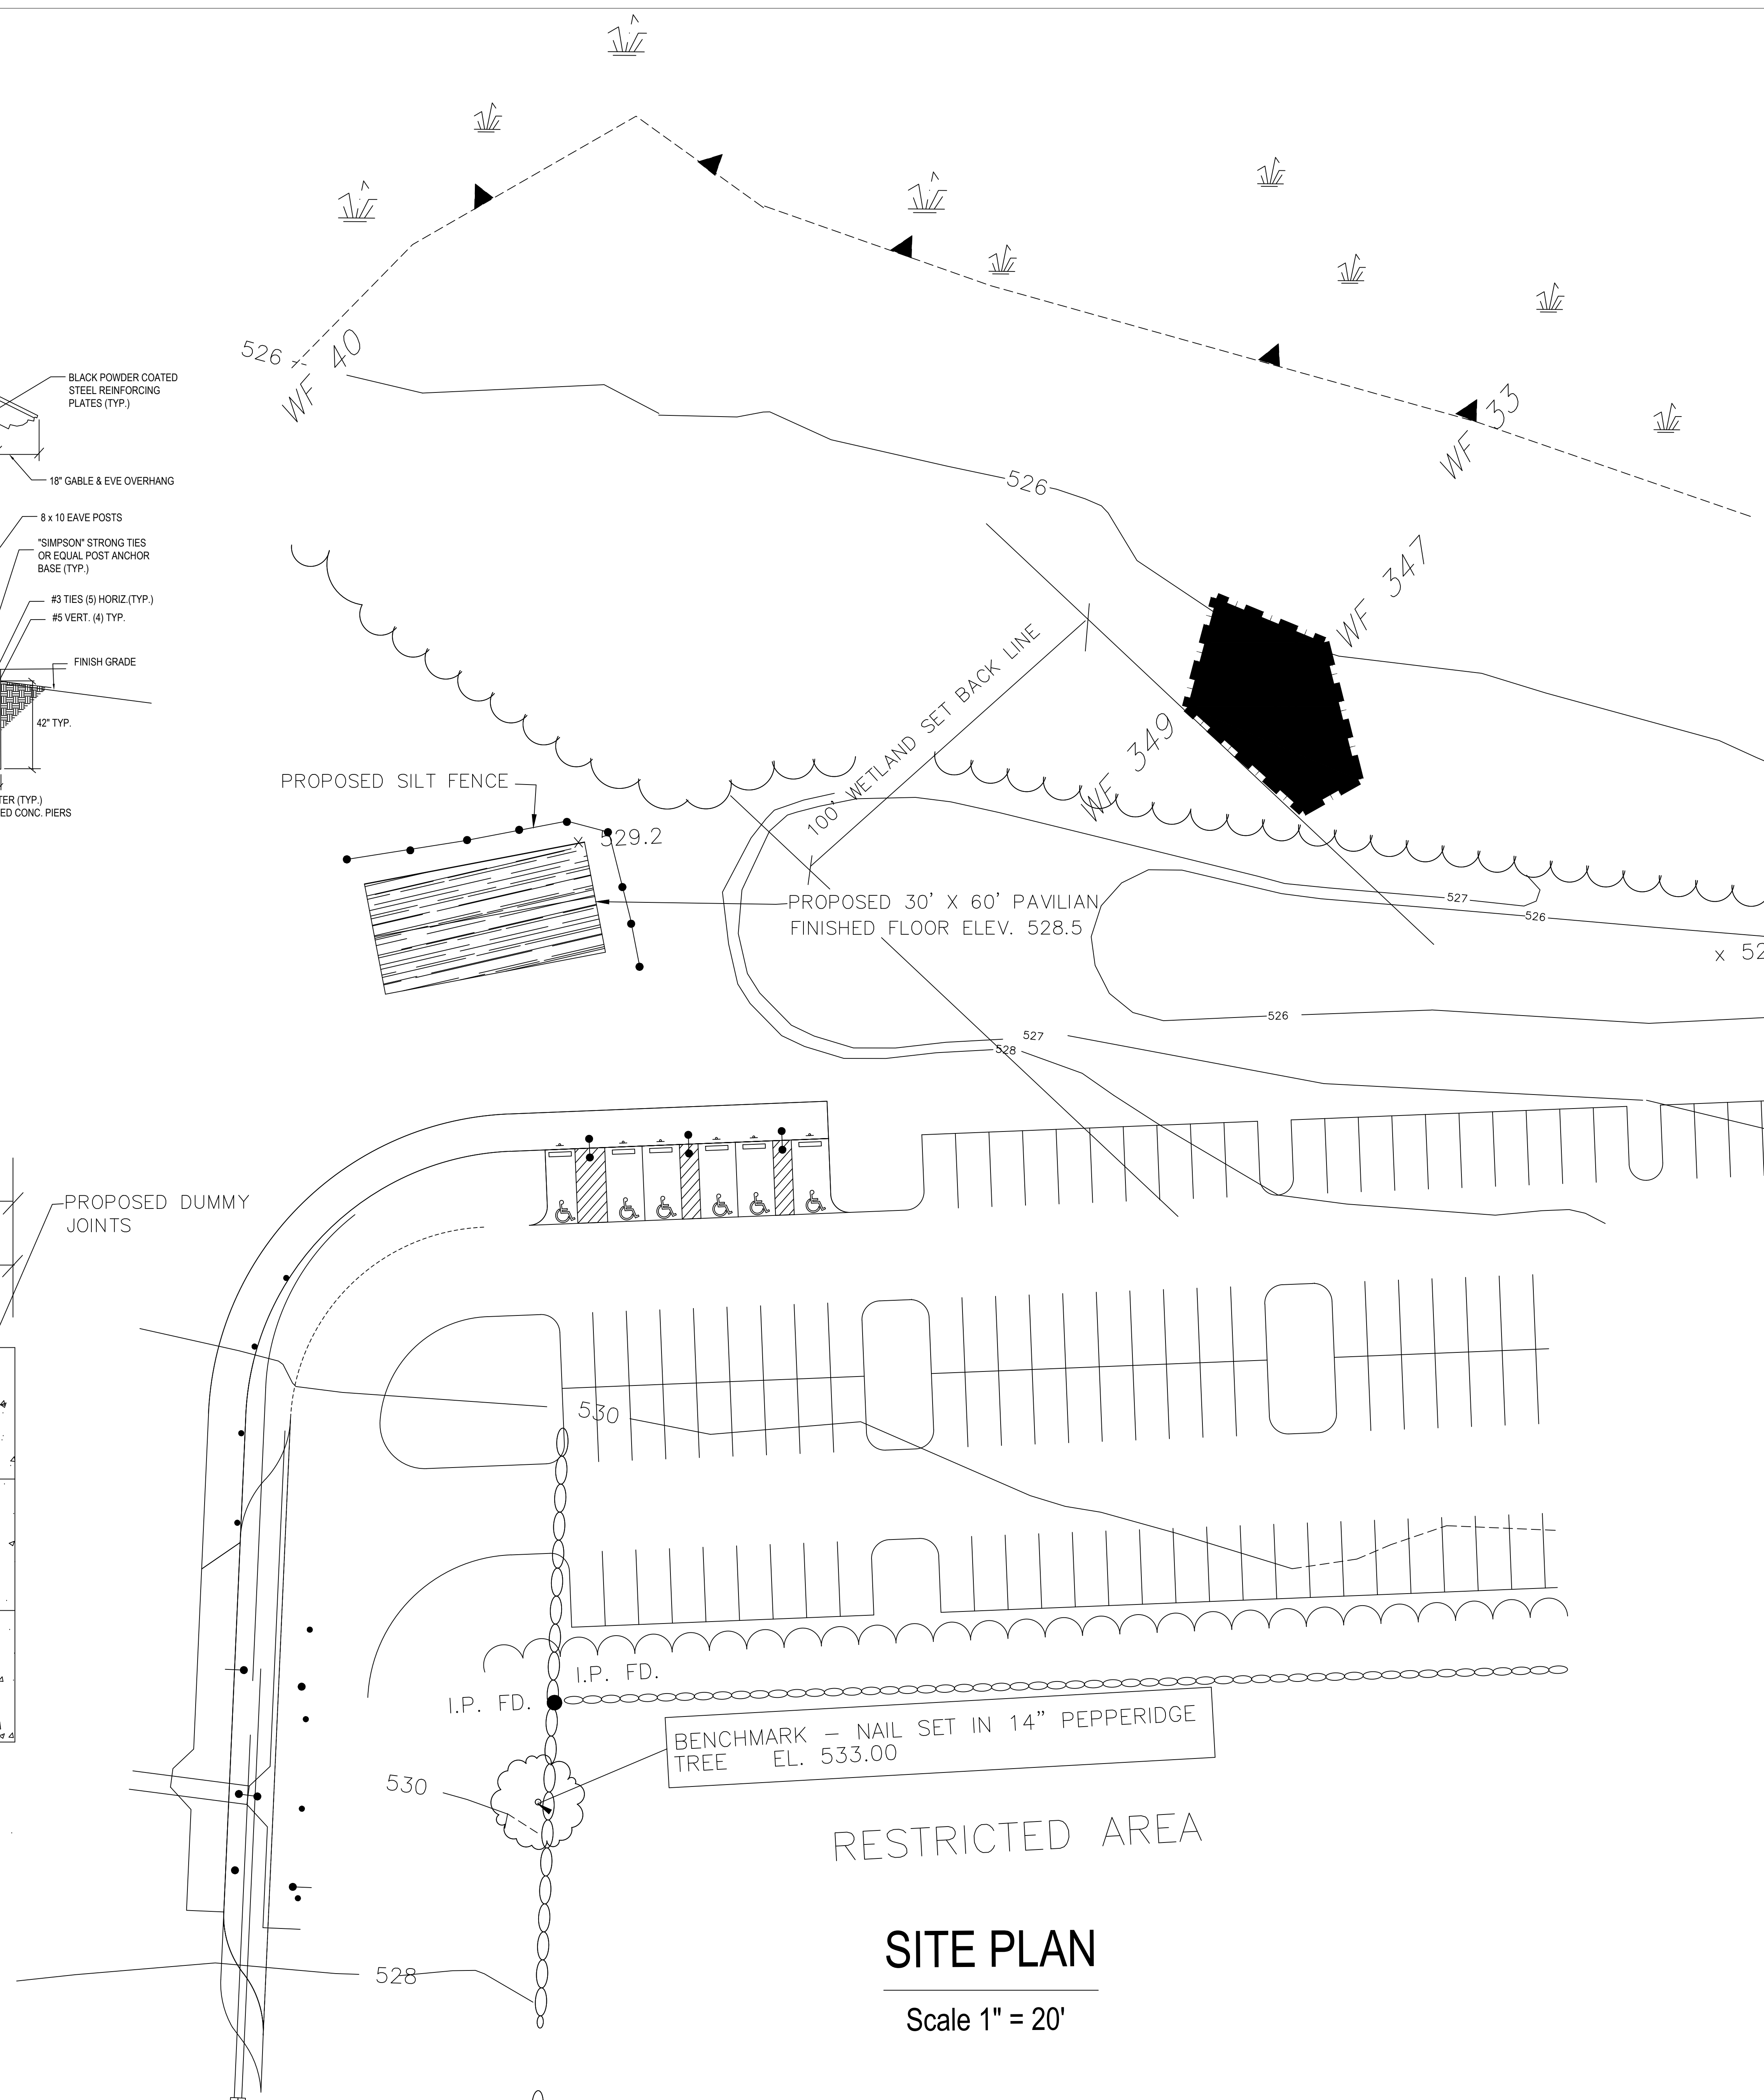 BLACK POWDER COATED
STEEL REINFORCING
PLATES (TYP.)
18" GABLE & EVE OVERHANG
8 x 10 EAVE POSTS
"SIMPSON" STRONG TIES
OR EQUAL POST ANCHOR
BASE (TYP.)
#3 TIES (5) HORIZ.(TYP.)
#5 VERT. (4) TYP.
FINISH GRADE
42" TYP.
TER (TYP.)
ED CONC. PIERS
526
WF 40
526
WF 33
WF 347
WF 349
100' WETLAND SET BACK LINE
PROPOSED SILT FENCE
x 529.2
PROPOSED 30' X 60' PAVILIAN
FINISHED FLOOR ELEV. 528.5
527
526
x 52
526
527
528
PROPOSED DUMMY
JOINTS
530
I.P. FD.
I.P. FD.
BENCHMARK – NAIL SET IN 14" PEPPERIDGE
TREE EL. 533.00
530
RESTRICTED AREA
528
SITE PLAN
Scale 1" = 20'